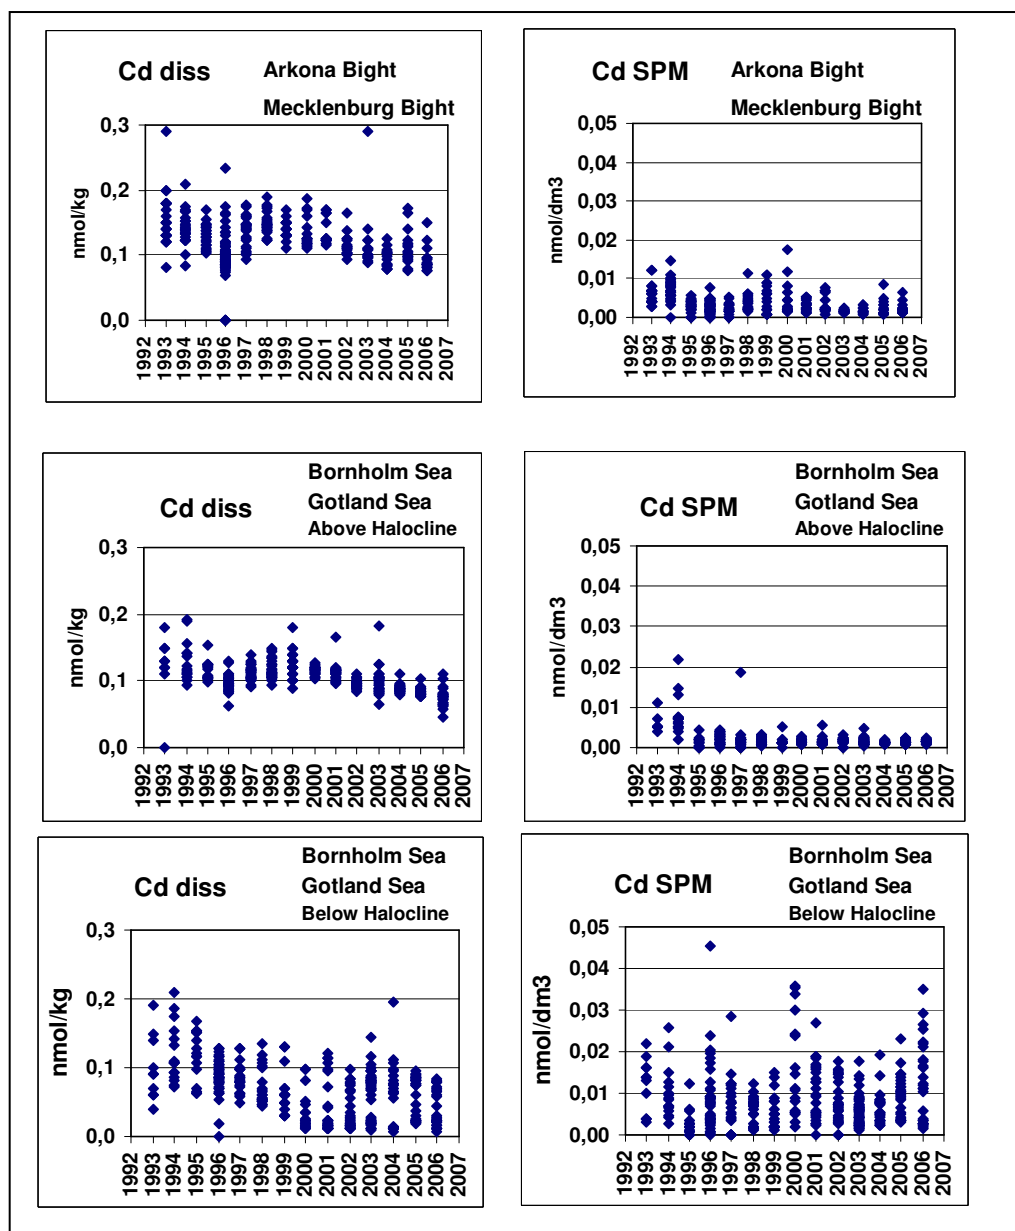 Cd diss Arkona Bight
Mecklenburg Bight
0,3
0,2
0,1
0,0
nmol/kg
1992 1993 1994 1995 1996 1997 1998 1999 2000 2001 2002 2003 2004 2005 2006 2007
Cd SPM Arkona Bight
Mecklenburg Bight
0,05
0,04
0,03
0,02
0,01
0,00
nmol/dm3
1992 1993 1994 1995 1996 1997 1998 1999 2000 2001 2002 2003 2004 2005 2006 2007
Bornholm Sea
Cd diss Gotland Sea
Above Halocline
0,3
0,2
0,1
0,0
nmol/kg
1992 1993 1994 1995 1996 1997 1998 1999 2000 2001 2002 2003 2004 2005 2006 2007
Bornholm Sea
Cd SPM Gotland Sea
Above Halocline
0,05
0,04
0,03
0,02
0,01
0,00
nmol/dm3
1992 1993 1994 1995 1996 1997 1998 1999 2000 2001 2002 2003 2004 2005 2006 2007
Bornholm Sea
Cd diss Gotland Sea
Below Halocline
0,3
0,2
0,1
0,0
nmol/kg
1992 1993 1994 1995 1996 1997 1998 1999 2000 2001 2002 2003 2004 2005 2006 2007
Bornholm Sea
Cd SPM Gotland Sea
Below Halocline
0,05
0,04
0,03
0,02
0,01
0,00
nmol/dm3
1992 1993 1994 1995 1996 1997 1998 1999 2000 2001 2002 2003 2004 2005 2006 2007